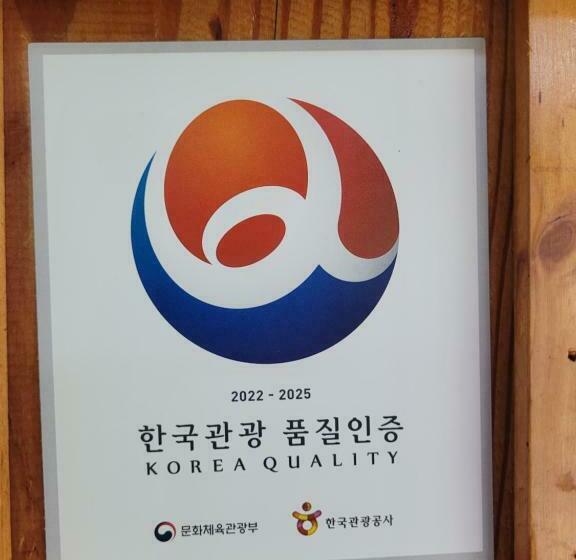 2022 - 2025
한국관광 품질인증
KOREA QUALITY
문화체육관광부 한국관광공사